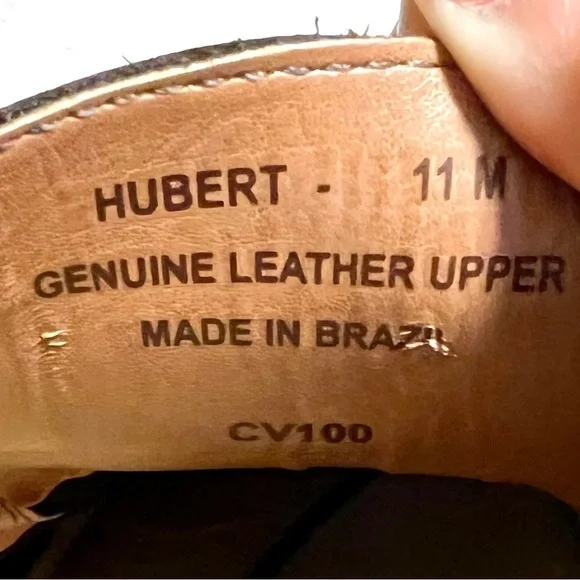 HUBERT - 11 M
GENUINE LEATHER UPPER
MADE IN BRAZIL
CV100